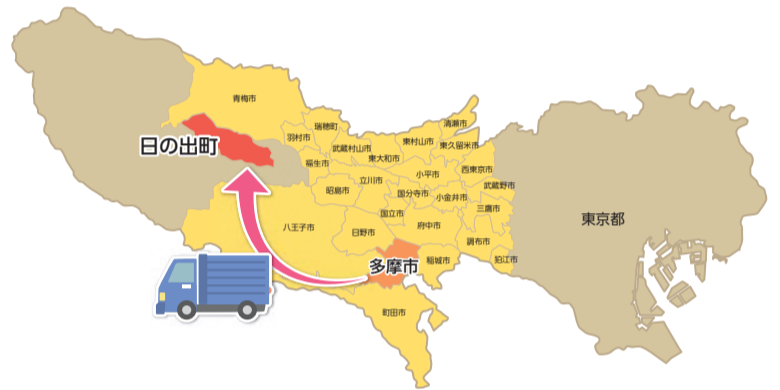 青梅市
日の出町
羽村市
瑞穂町
福生市
武蔵村山市
東大和市
東村山市
清瀬市
東久留米市
昭島市
立川市
小平市
西東京市
国分寺市
小金井市
武蔵野市
三鷹市
国立市
八王子市
日野市
府中市
調布市
狛江市
多摩市
稲城市
町田市
東京都